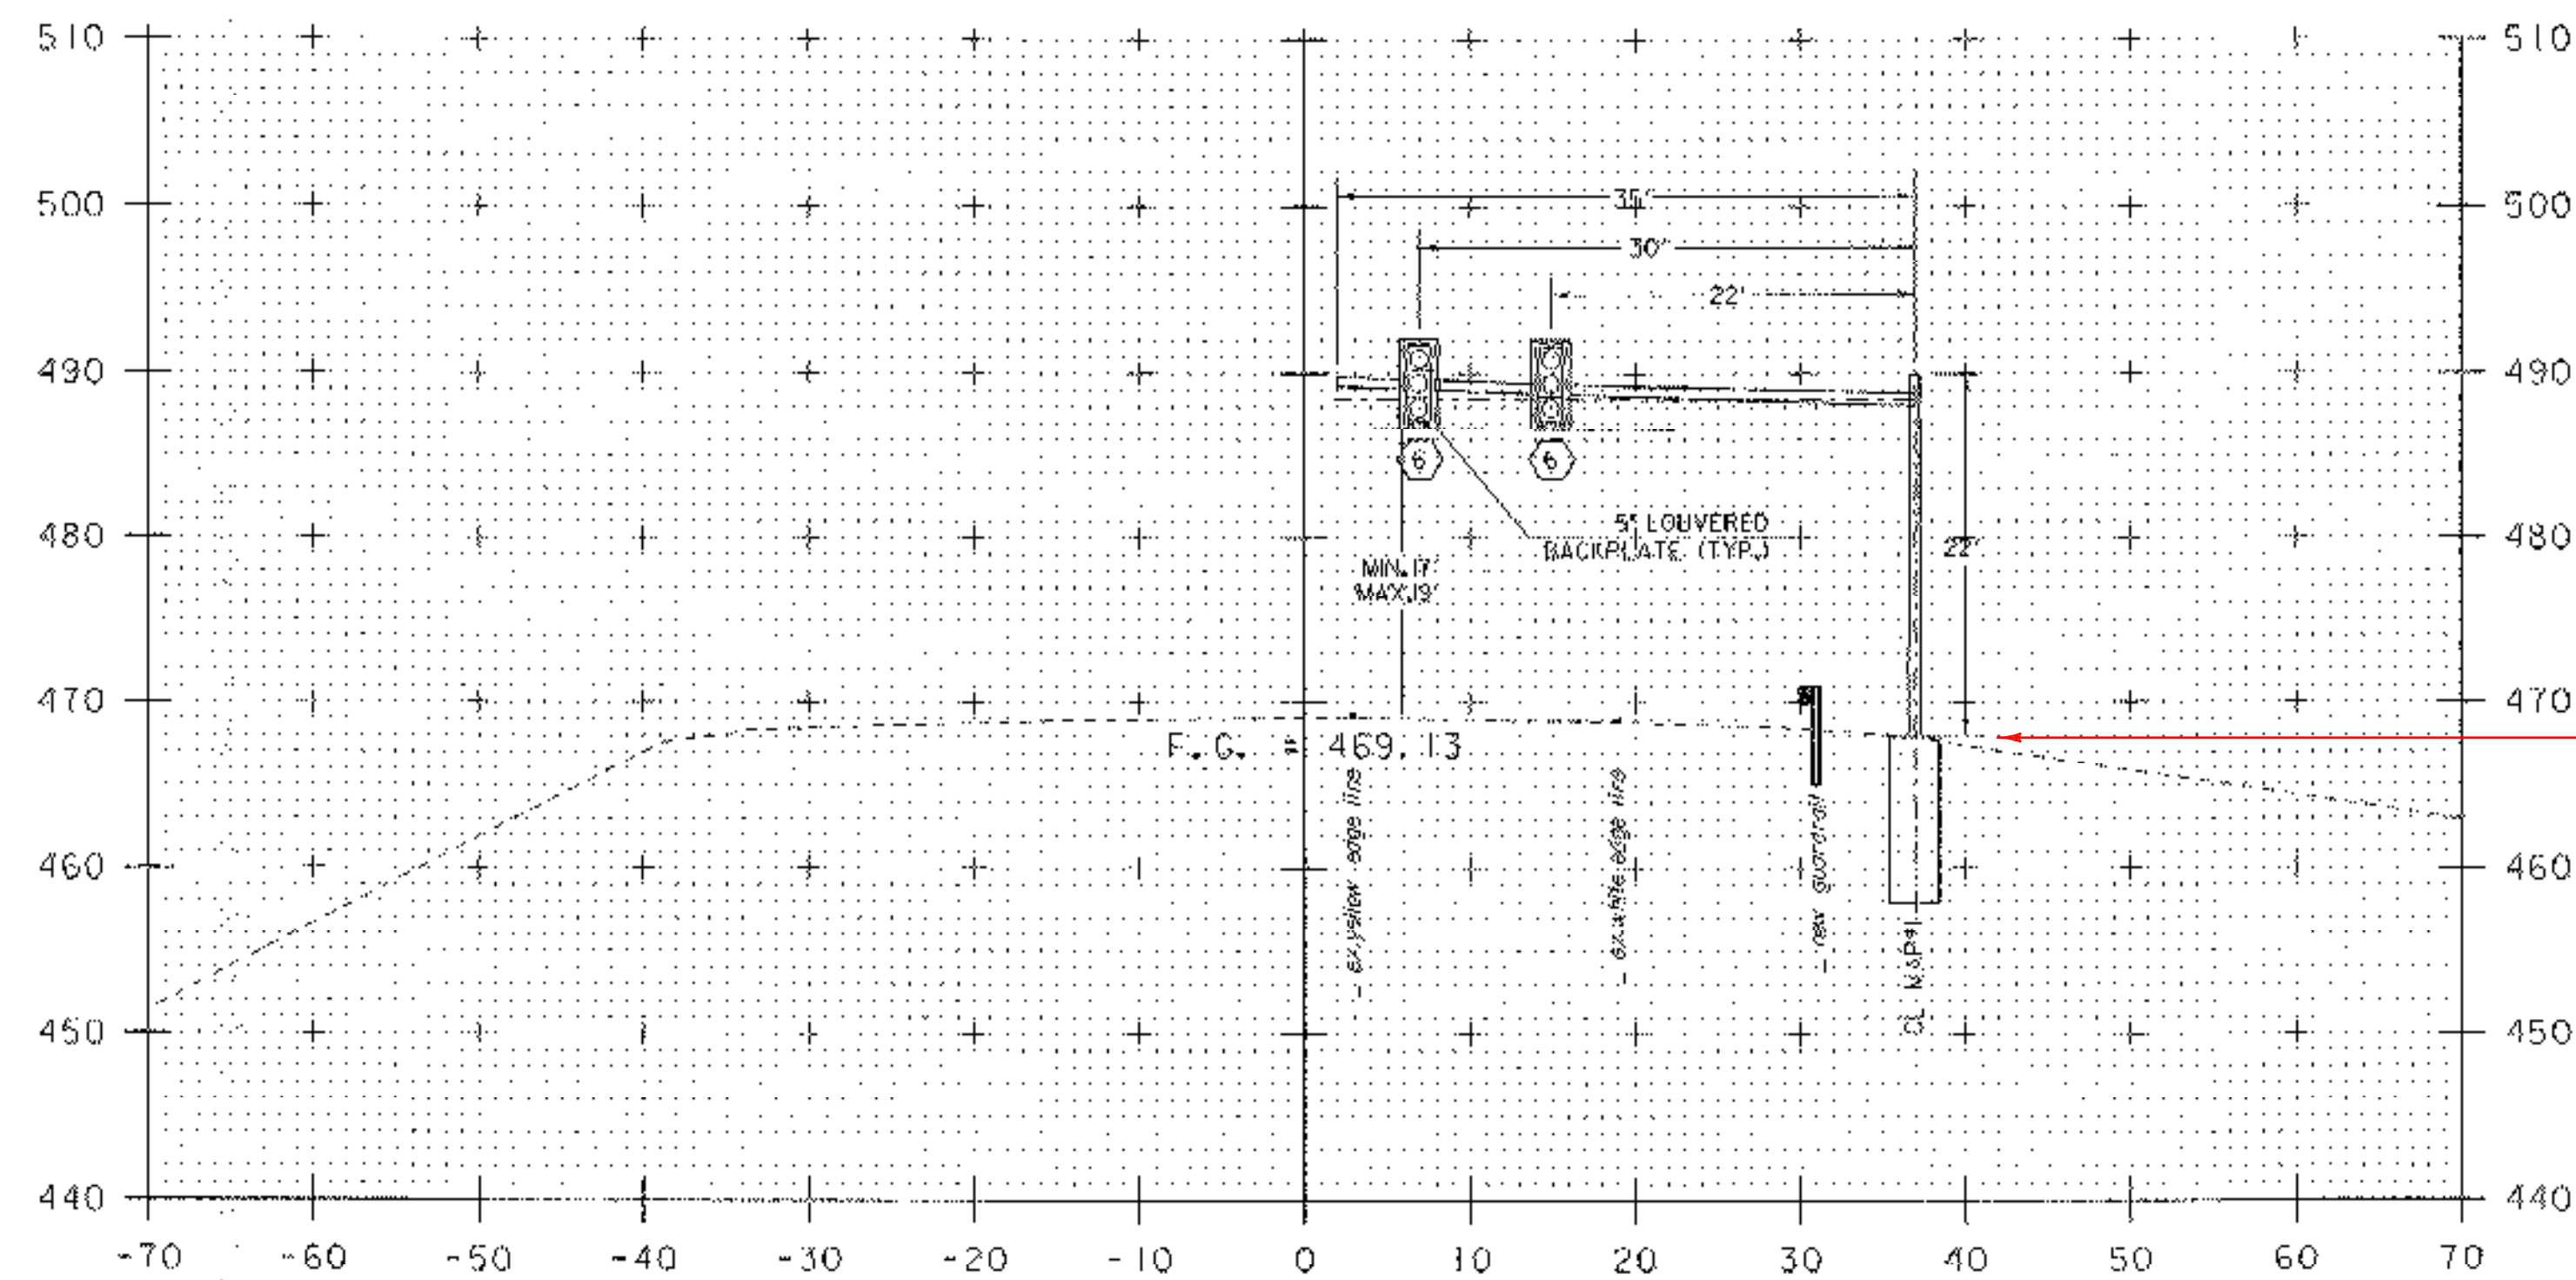 510 510
500 500
35'
30'
22'
490 490
6 6
480 480
5" LOUVERED
BACKPLATE (TYP.)
22'
MIN. 17'
MAX. 19'
470 470
F.G. = 469.13
- ex. yellow edge line
- ex. white edge line
- new guardrail
CL
460 460
450 450
440 440
-70 -60 -50 -40 -30 -20 -10 0 10 20 30 40 50 60 70